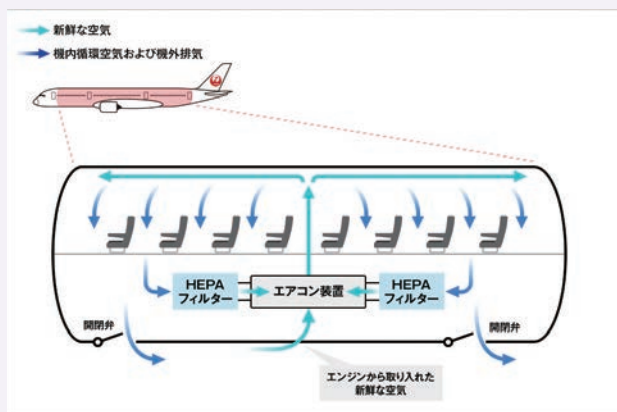 新鮮な空気
機内循環空気および機外排気
HEPA
フィルター
エアコン装置
HEPA
フィルター
開閉弁
開閉弁
エンジンから取り入れた
新鮮な空気